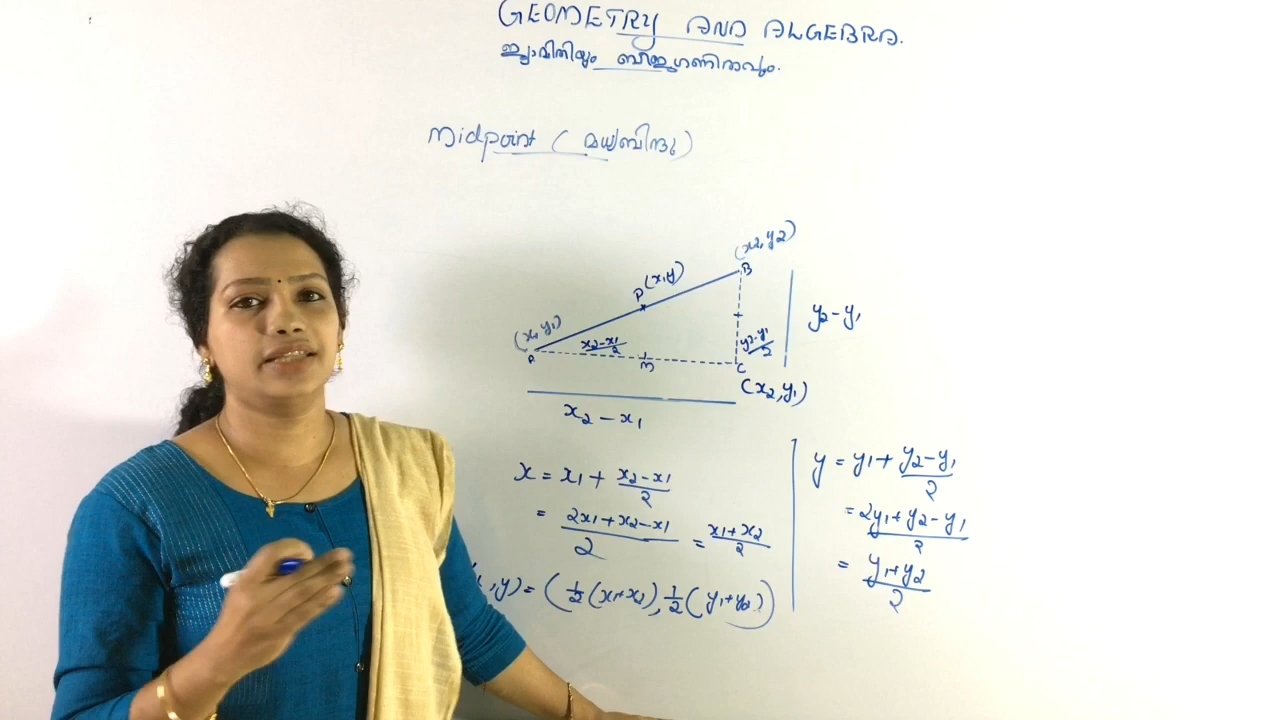 GEOMETRY AND ALGEBRA.
ജ്യാമിതിയും ബീജഗണിതവും.
Midpoint (മധ്യബിന്ദു)
(x2, y2)
B
P (x, y)
(x1, y1)
A
x2-x1/2
M
y2-y1/2
C
y2 - y1
(x2, y1)
x2 - x1
x = x1 + x2-x1/2
= 2x1+x2-x1/2 = x1+x2/2
, y) = (1/2(x1+x2), 1/2(y1+y2))
y = y1 + y2-y1/2
= 2y1+y2-y1/2
= y1+y2/2